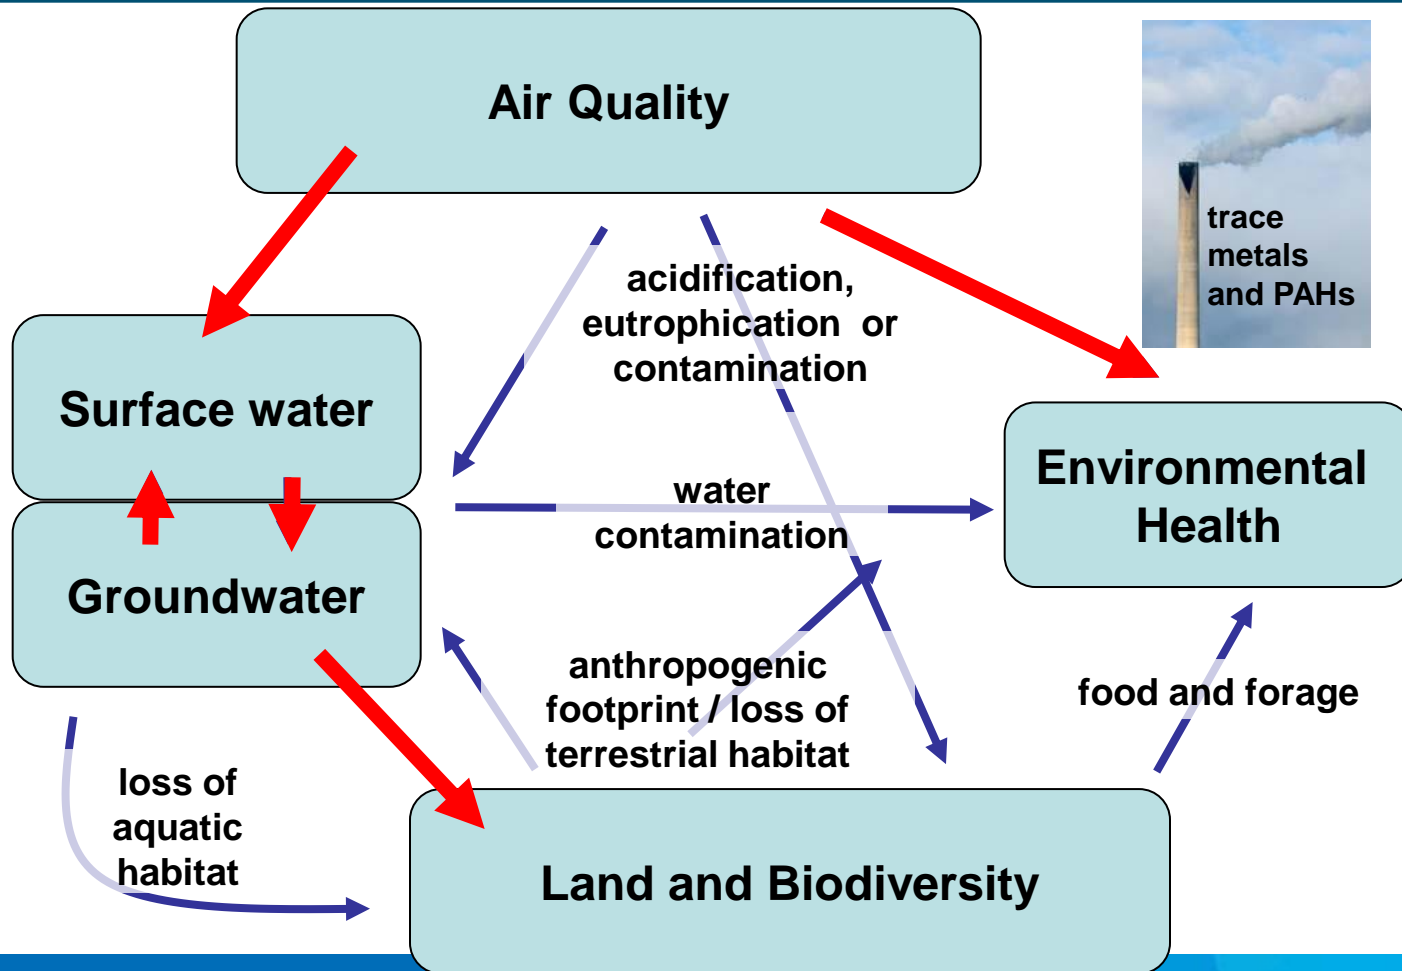 Air Quality
trace
metals
and PAHs
acidification,
eutrophication or
contamination
Surface water
Environmental
Health
water
contamination
Groundwater
anthropogenic
footprint / loss of
terrestrial habitat
food and forage
loss of
aquatic
habitat
Land and Biodiversity